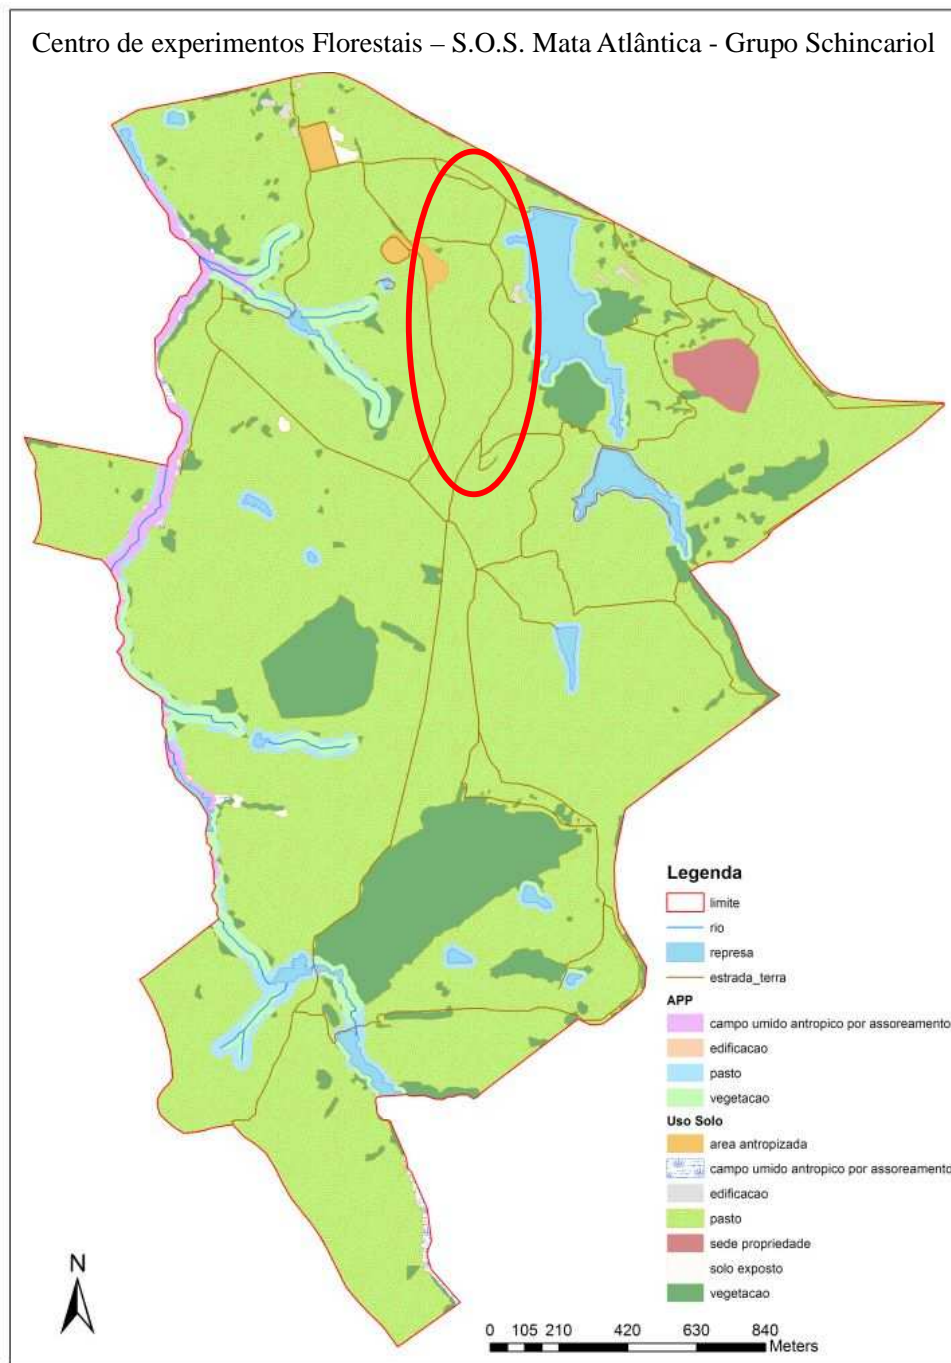 Centro de experimentos Florestais – S.O.S. Mata Atlântica - Grupo Schincariol
Legenda
limite
rio
represa
estrada_terra
APP
campo umido antropico por assoreamento
edificacao
pasto
vegetacao
Uso Solo
area antropizada
campo umido antropico por assoreamento
edificacao
pasto
sede propriedade
solo exposto
vegetacao
N
0 105 210 420 630 840
Meters